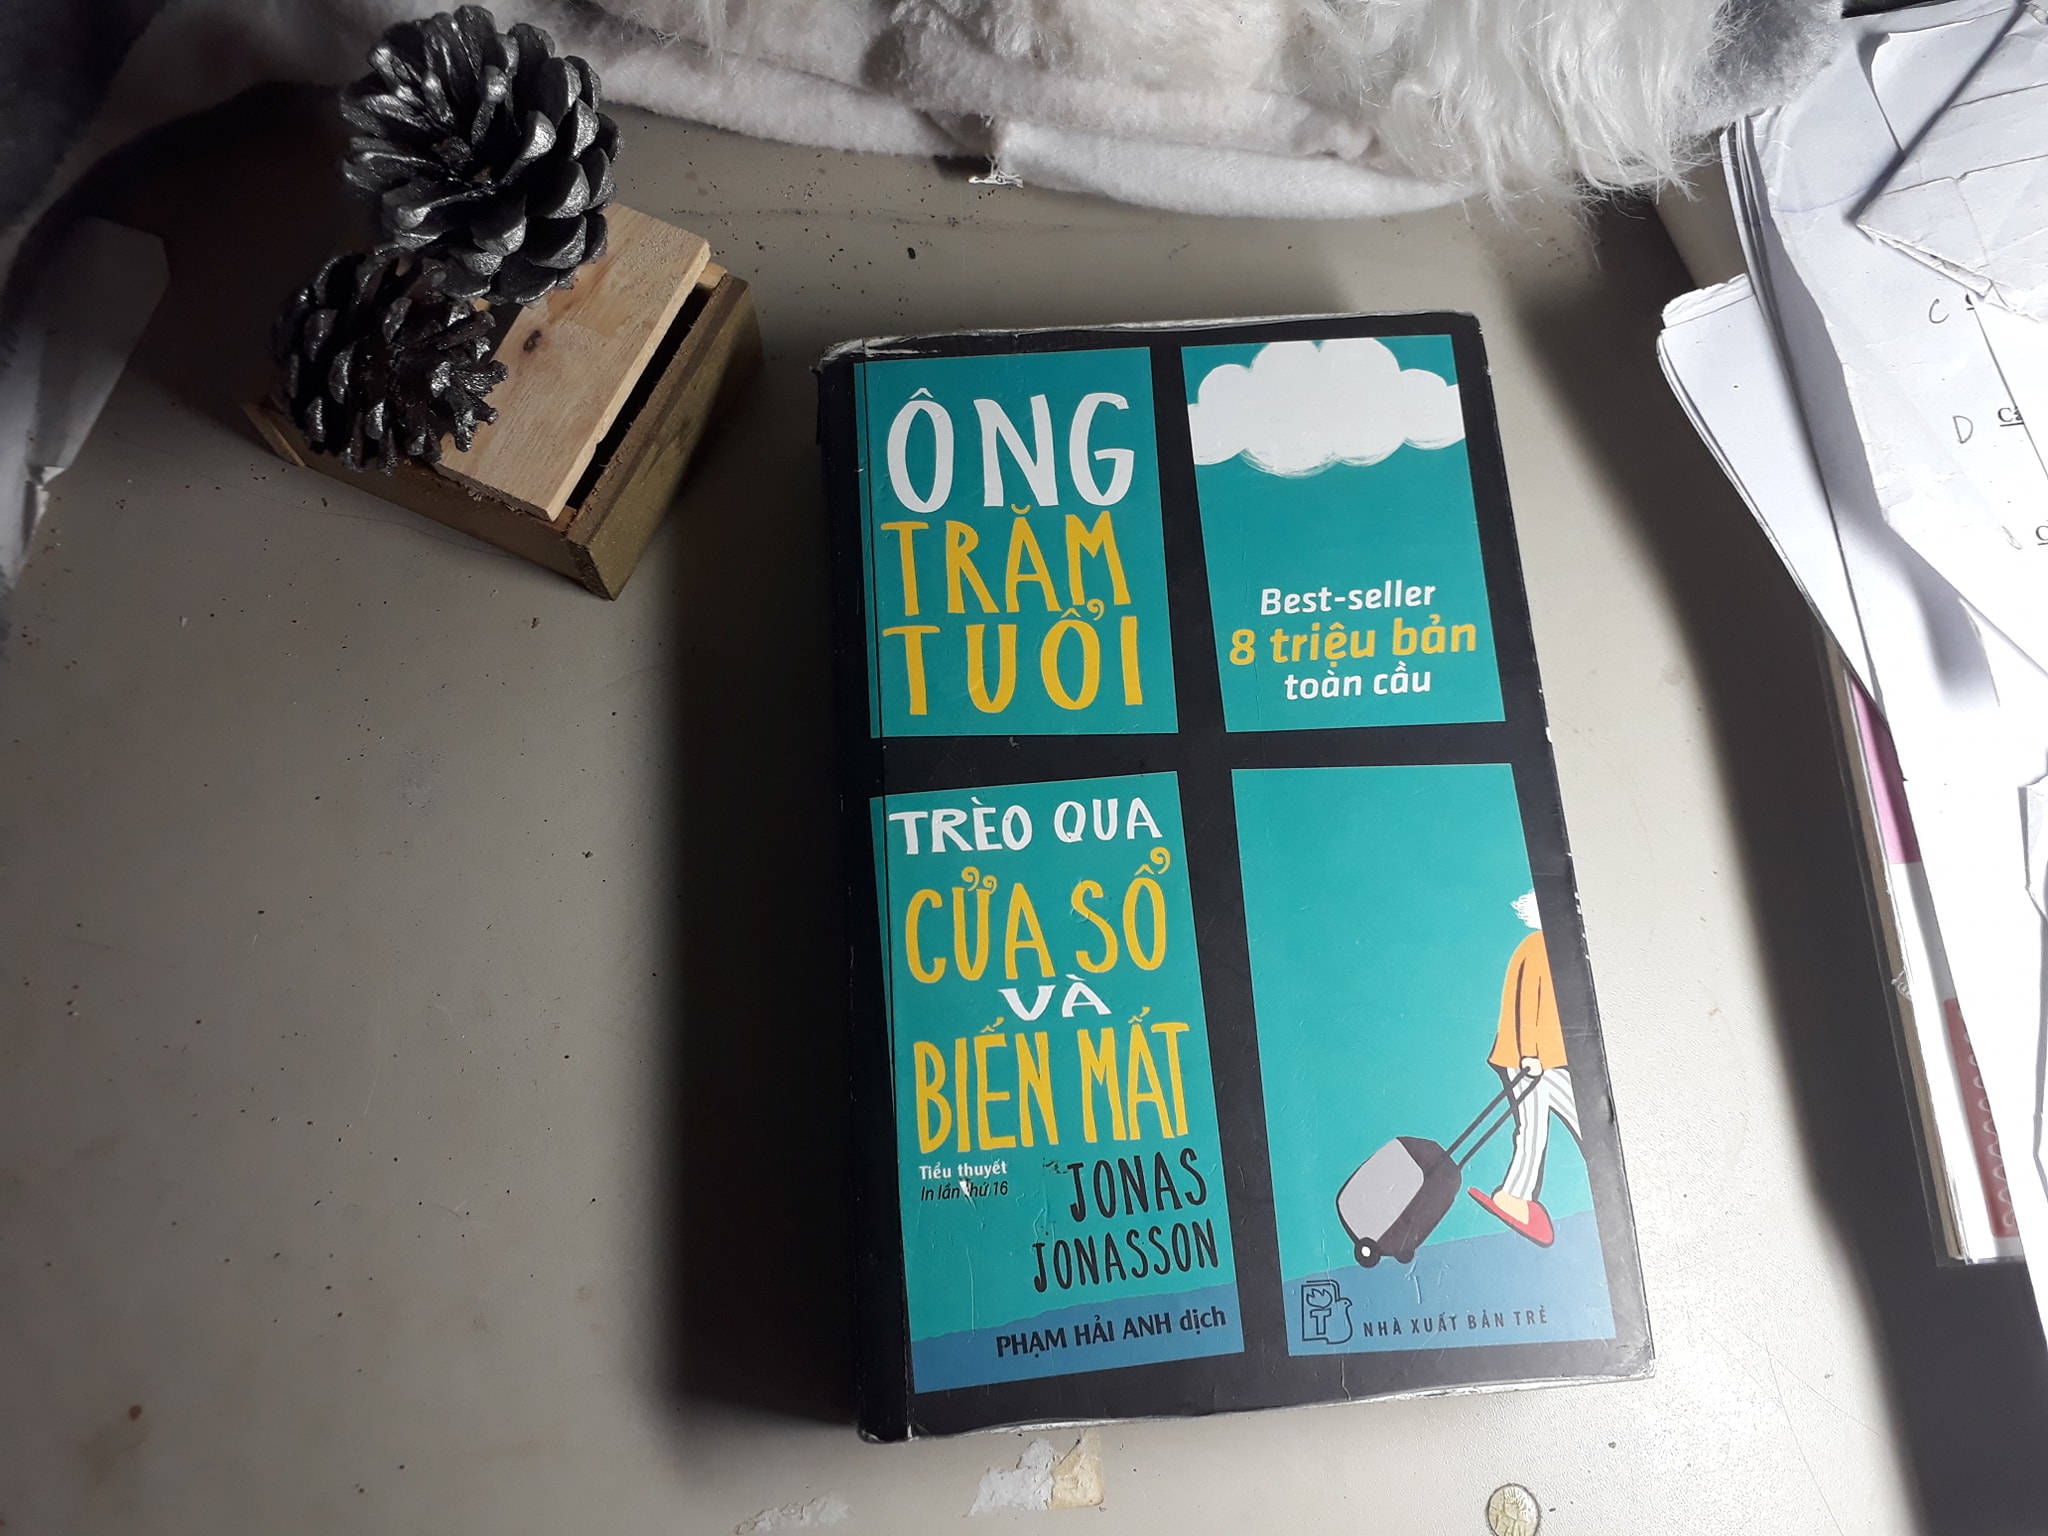 ÔNG
TRĂM
TUỔI
Best-seller
8 triệu bản
toàn cầu
TRÈO QUA
CỬA SỔ
VÀ
BIẾN MẤT
Tiểu thuyết
In lần thứ 16
JONAS
JONASSON
PHẠM HẢI ANH dịch
T
NHÀ XUẤT BẢN TRẺ
C
D